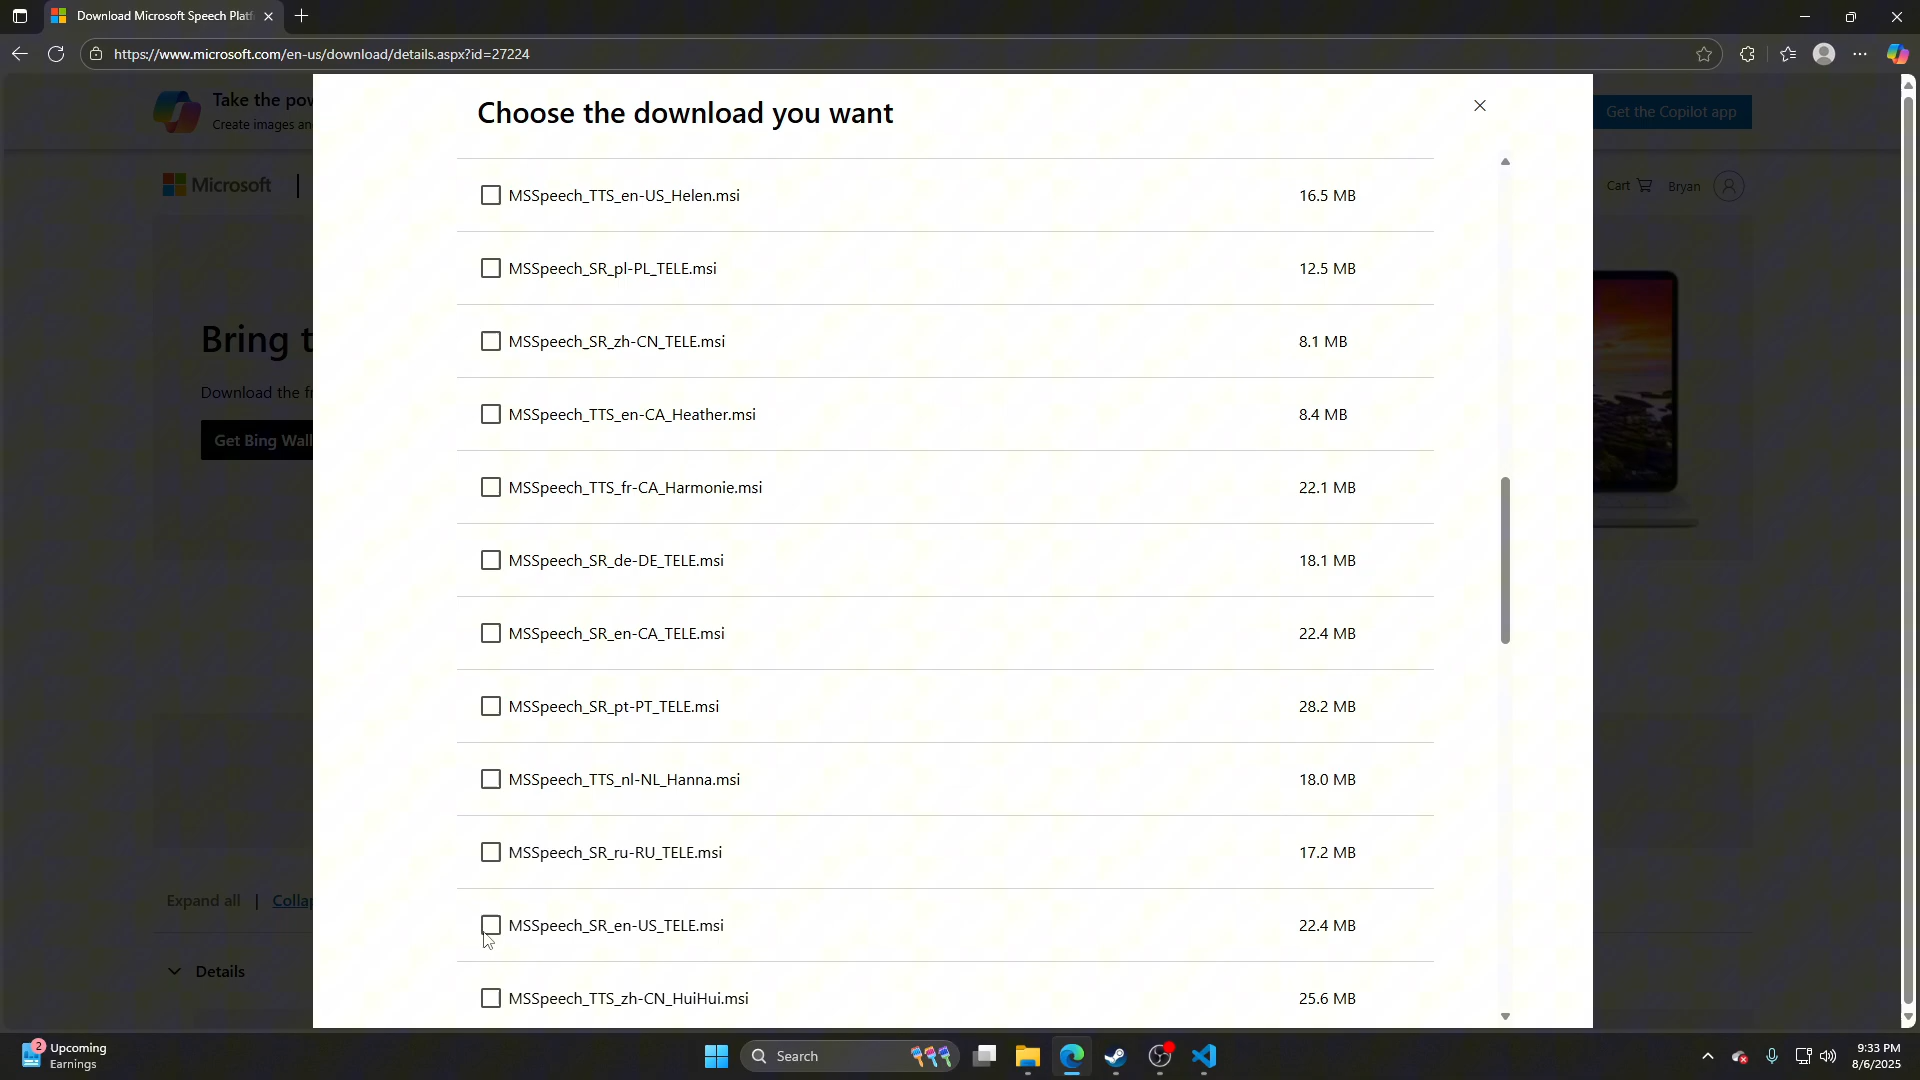 Download Microsoft Speech Platf
https://www.microsoft.com/en-us/download/details.aspx?id=27224
Take the pow
Create images an
Get the Copilot app
Microsoft
Cart
Bryan
Bring t
Download the fr
Get Bing Wall
Choose the download you want
MSSpeech_TTS_en-US_Helen.msi 16.5 MB
MSSpeech_SR_pl-PL_TELE.msi 12.5 MB
MSSpeech_SR_zh-CN_TELE.msi 8.1 MB
MSSpeech_TTS_en-CA_Heather.msi 8.4 MB
MSSpeech_TTS_fr-CA_Harmonie.msi 22.1 MB
MSSpeech_SR_de-DE_TELE.msi 18.1 MB
MSSpeech_SR_en-CA_TELE.msi 22.4 MB
MSSpeech_SR_pt-PT_TELE.msi 28.2 MB
MSSpeech_TTS_nl-NL_Hanna.msi 18.0 MB
MSSpeech_SR_ru-RU_TELE.msi 17.2 MB
MSSpeech_SR_en-US_TELE.msi 22.4 MB
MSSpeech_TTS_zh-CN_HuiHui.msi 25.6 MB
Expand all | Collap
Details
2
Upcoming
Earnings
Search
9:33 PM
8/6/2025